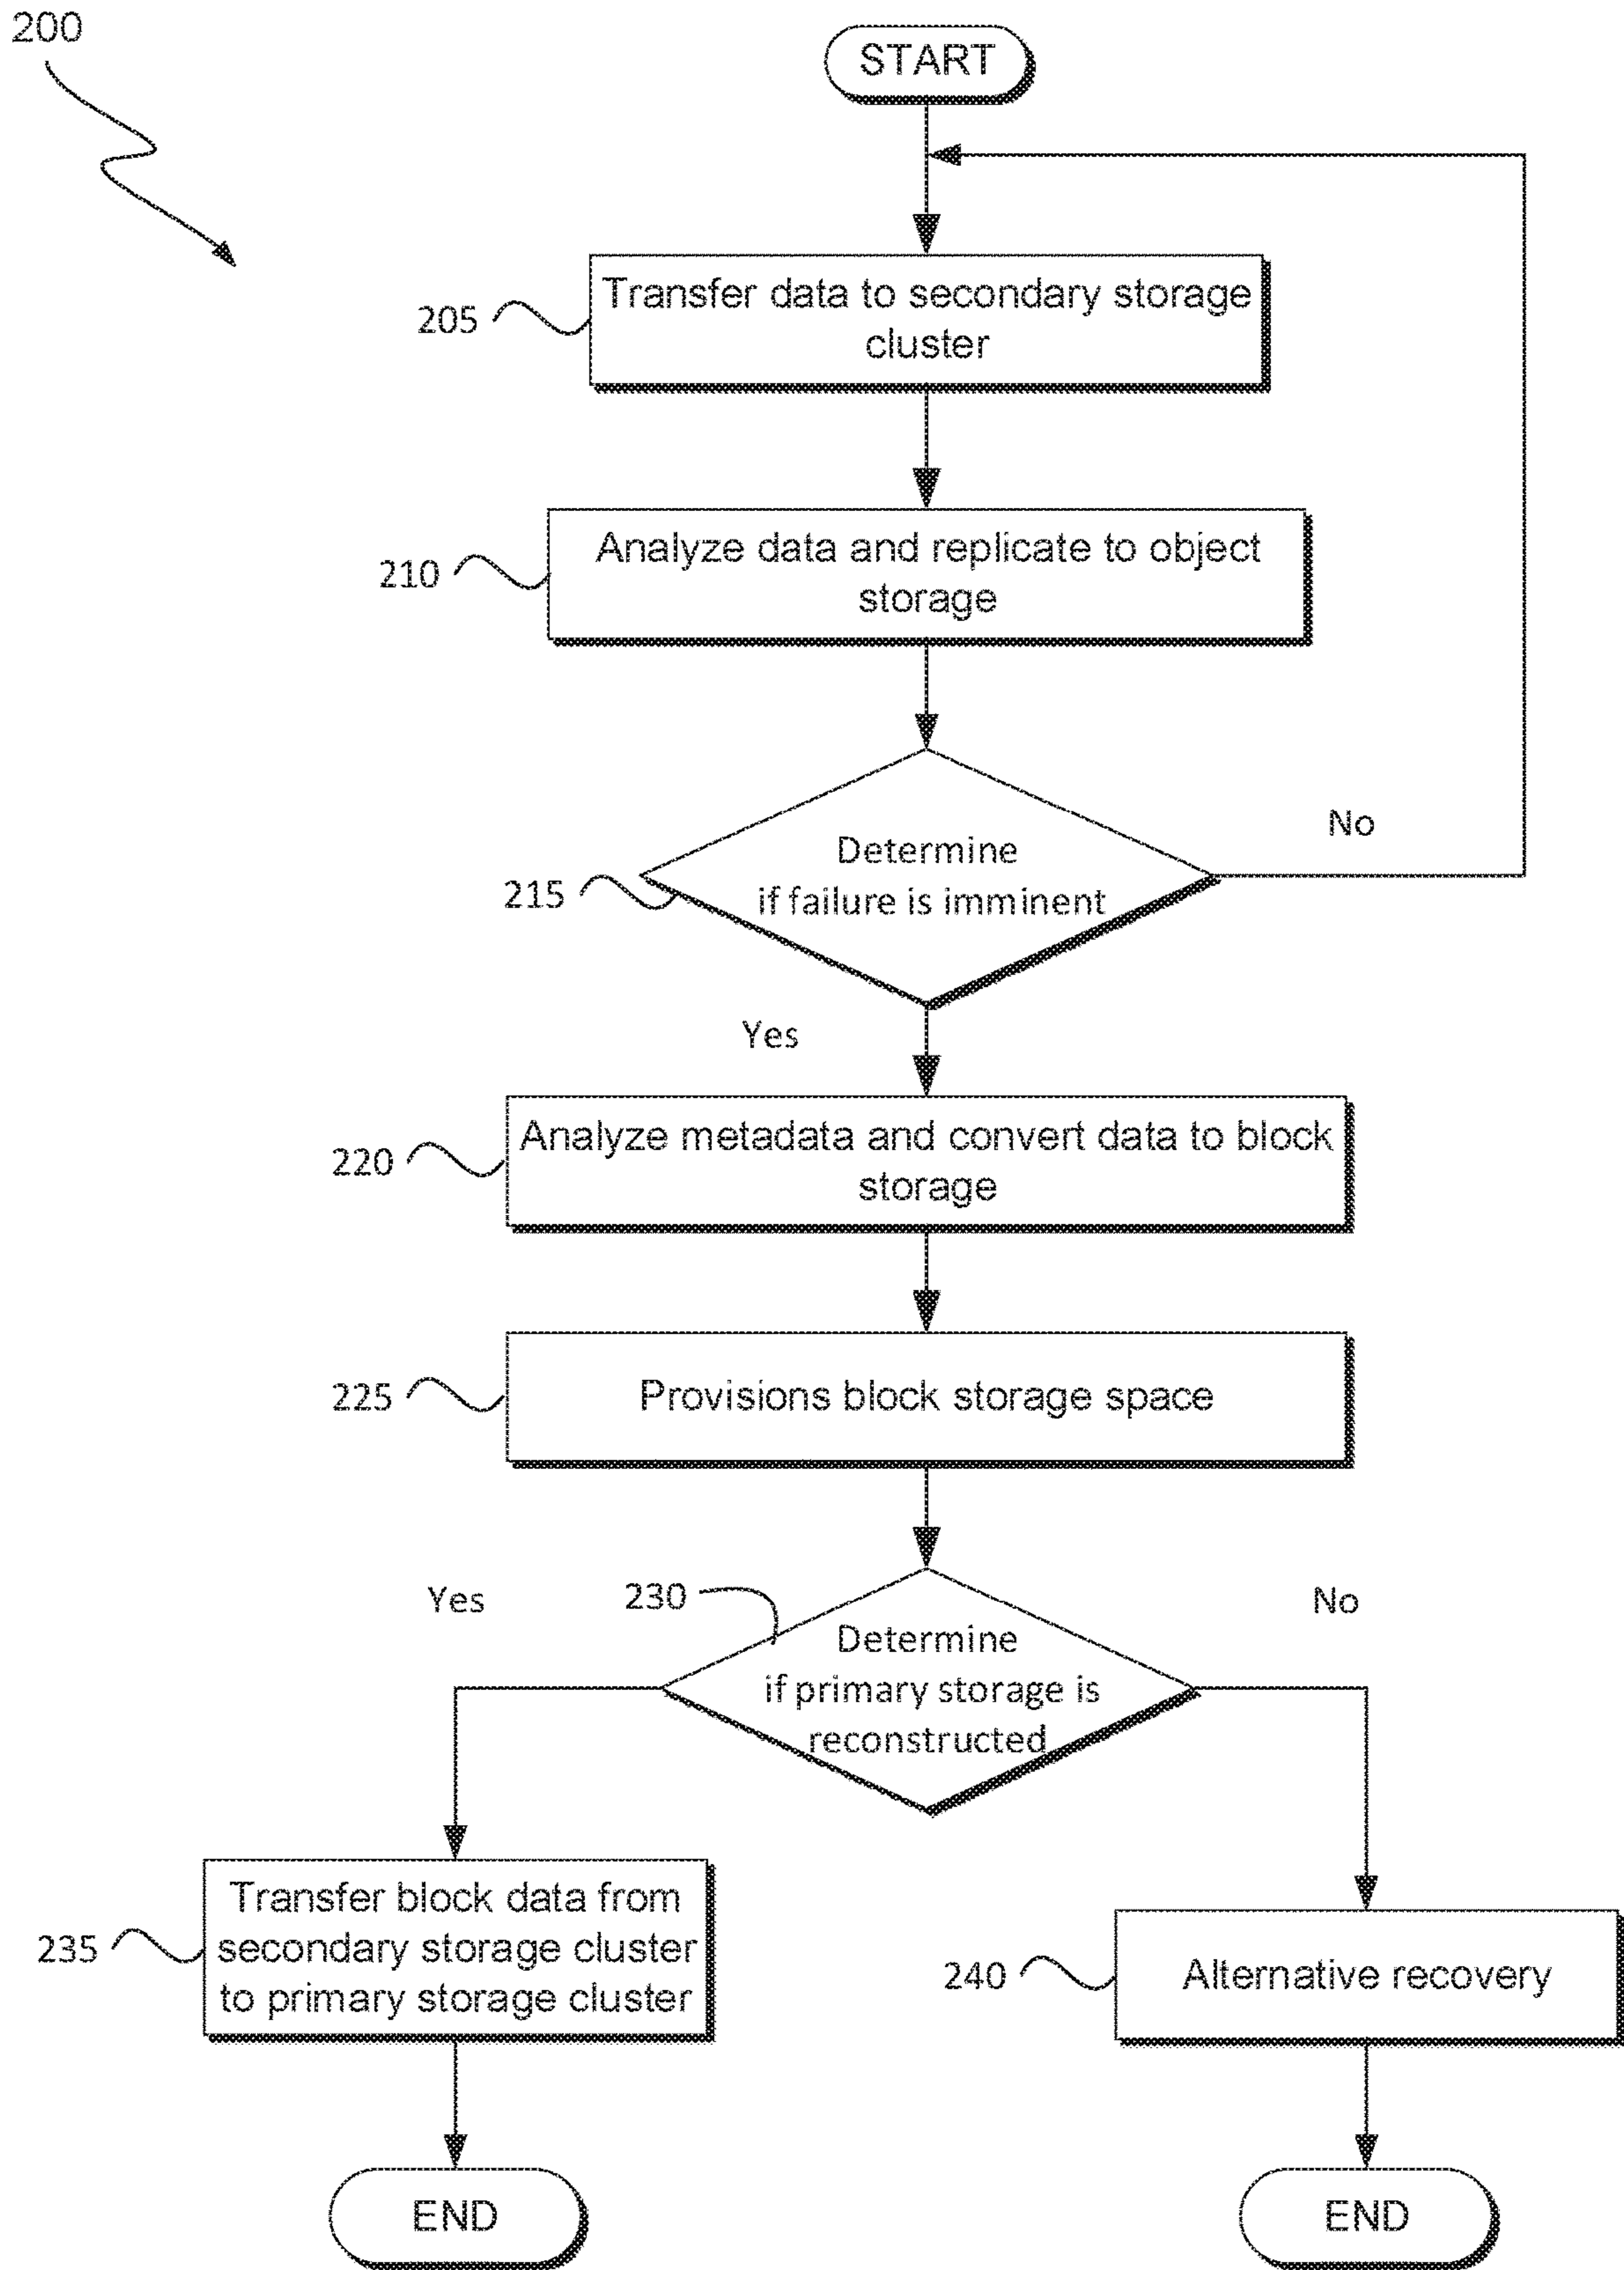 200
START
205
Transfer data to secondary storage
cluster
210
Analyze data and replicate to object
storage
215
Determine
if failure is imminent
No
Yes
220
Analyze metadata and convert data to block
storage
225
Provisions block storage space
Yes
230
No
Determine
if primary storage is
reconstructed
235
Transfer block data from
secondary storage cluster
to primary storage cluster
240
Alternative recovery
END
END